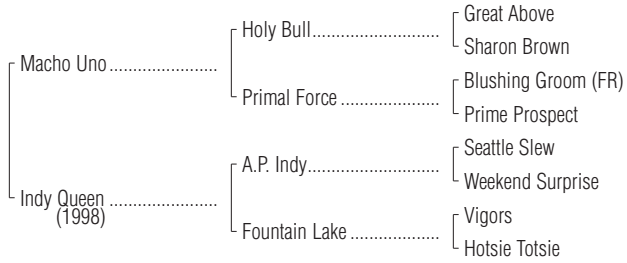 Great Above
Holy Bull....................
Sharon Brown
Macho Uno ......................
Blushing Groom (FR)
Primal Force ....................
Prime Prospect
Seattle Slew
A.P. Indy.....................
Weekend Surprise
Indy Queen ......................
(1998)
Vigors
Fountain Lake ..................
Hotsie Totsie